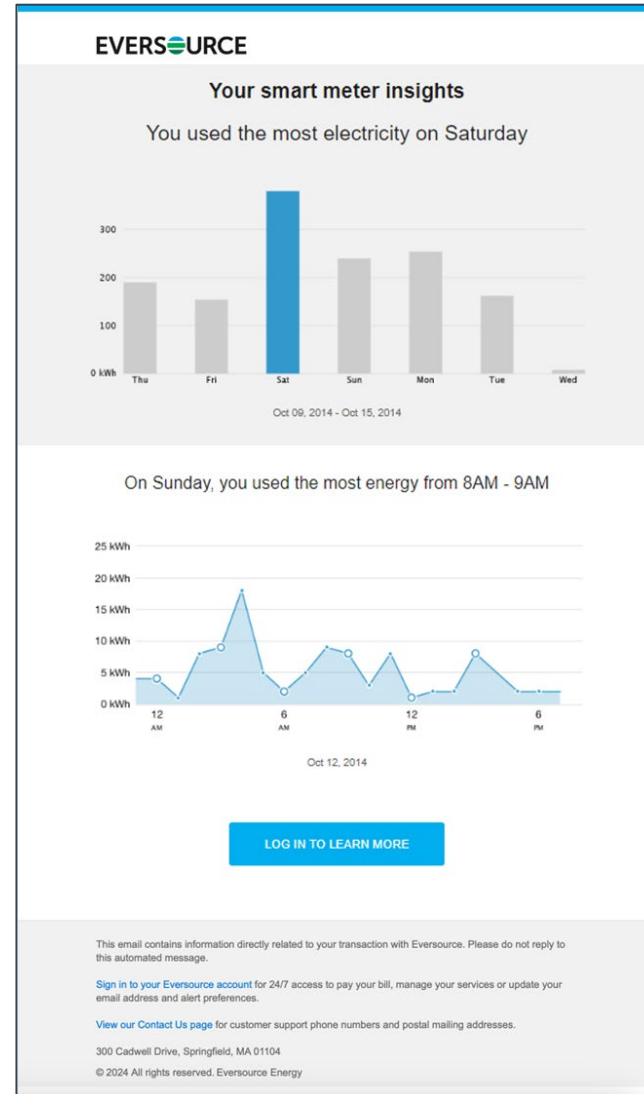 EVERSOURCE
Your smart meter insights
You used the most electricity on Saturday
300
200
100
0 kWh
Thu Fri Sat Sun Mon Tue Wed
Oct 09, 2014 - Oct 15, 2014
On Sunday, you used the most energy from 8AM - 9AM
25 kWh
20 kWh
15 kWh
10 kWh
5 kWh
0 kWh
12 6 12 6
AM AM PM PM
Oct 12, 2014
LOG IN TO LEARN MORE
This email contains information directly related to your transaction with Eversource. Please do not reply to
this automated message.
Sign in to your Eversource account for 24/7 access to pay your bill, manage your services or update your
email address and alert preferences.
View our Contact Us page for customer support phone numbers and postal mailing addresses.
300 Cadwell Drive, Springfield, MA 01104
© 2024 All rights reserved. Eversource Energy